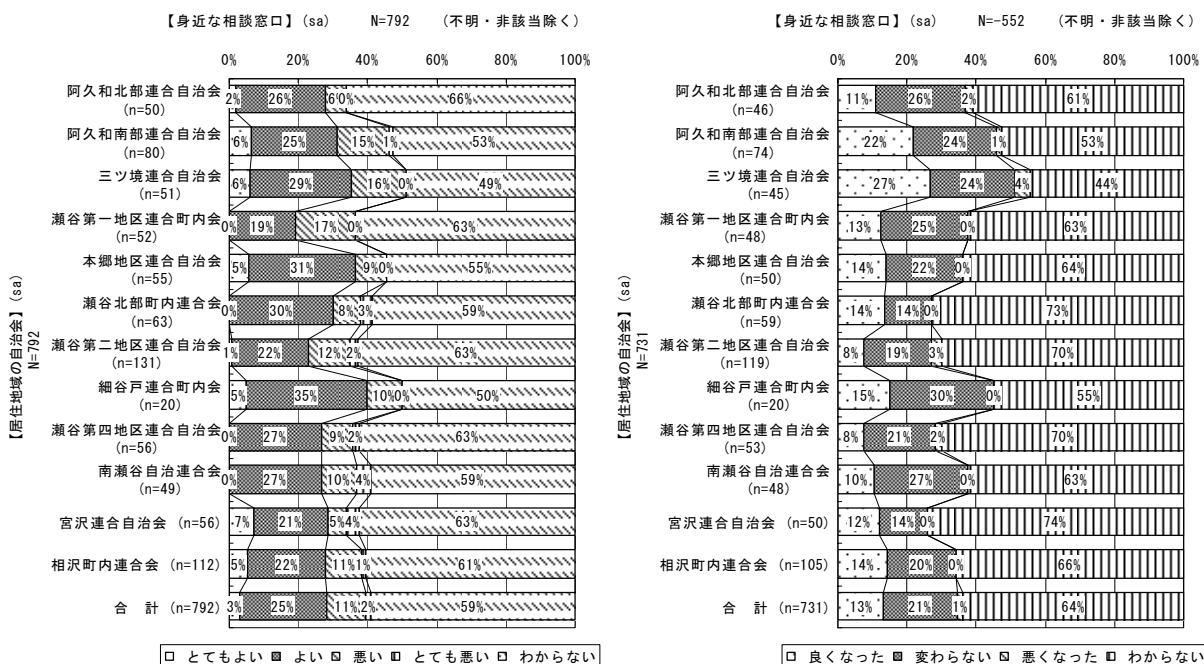 【身近な相談窓口】(sa) N=792 (不明・非該当除く)
0% 20% 40% 60% 80% 100%
【居住地域の自治会】(sa)
N=792
阿久和北部連合自治会
(n=50)
2% 26% 6% 0% 66%
阿久和南部連合自治会
(n=80)
6% 25% 15% 1% 53%
三ツ境連合自治会
(n=51)
6% 29% 16% 0% 49%
瀬谷第一地区連合町内会
(n=52)
0% 19% 17% 0% 63%
本郷地区連合自治会
(n=55)
5% 31% 9% 0% 55%
瀬谷北部町内連合会
(n=63)
0% 30% 8% 3% 59%
瀬谷第二地区連合自治会
(n=131)
1% 22% 12% 2% 63%
細谷戸連合町内会
(n=20)
5% 35% 10% 0% 50%
瀬谷第四地区連合自治会
(n=56)
0% 27% 9% 2% 63%
南瀬谷自治連合会
(n=49)
0% 27% 10% 4% 59%
宮沢連合自治会 (n=56)
7% 21% 5% 4% 63%
相沢町内連合会 (n=112)
5% 22% 11% 1% 61%
合 計 (n=792)
3% 25% 11% 2% 59%
とてもよい よい 悪い とても悪い わからない
【身近な相談窓口】(sa) N=-552 (不明・非該当除く)
0% 20% 40% 60% 80% 100%
【居住地域の自治会】(sa)
N=731
阿久和北部連合自治会
(n=46)
11% 26% 2% 61%
阿久和南部連合自治会
(n=74)
22% 24% 1% 53%
三ツ境連合自治会
(n=45)
27% 24% 4% 44%
瀬谷第一地区連合町内会
(n=48)
13% 25% 0% 63%
本郷地区連合自治会
(n=50)
14% 22% 0% 64%
瀬谷北部町内連合会
(n=59)
14% 14% 0% 73%
瀬谷第二地区連合自治会
(n=119)
8% 19% 3% 70%
細谷戸連合町内会
(n=20)
15% 30% 0% 55%
瀬谷第四地区連合自治会
(n=53)
8% 21% 2% 70%
南瀬谷自治連合会
(n=48)
10% 27% 0% 63%
宮沢連合自治会 (n=50)
12% 14% 0% 74%
相沢町内連合会 (n=105)
14% 20% 0% 66%
合 計 (n=731)
13% 21% 1% 64%
良くなった 変わらない 悪くなった わからない